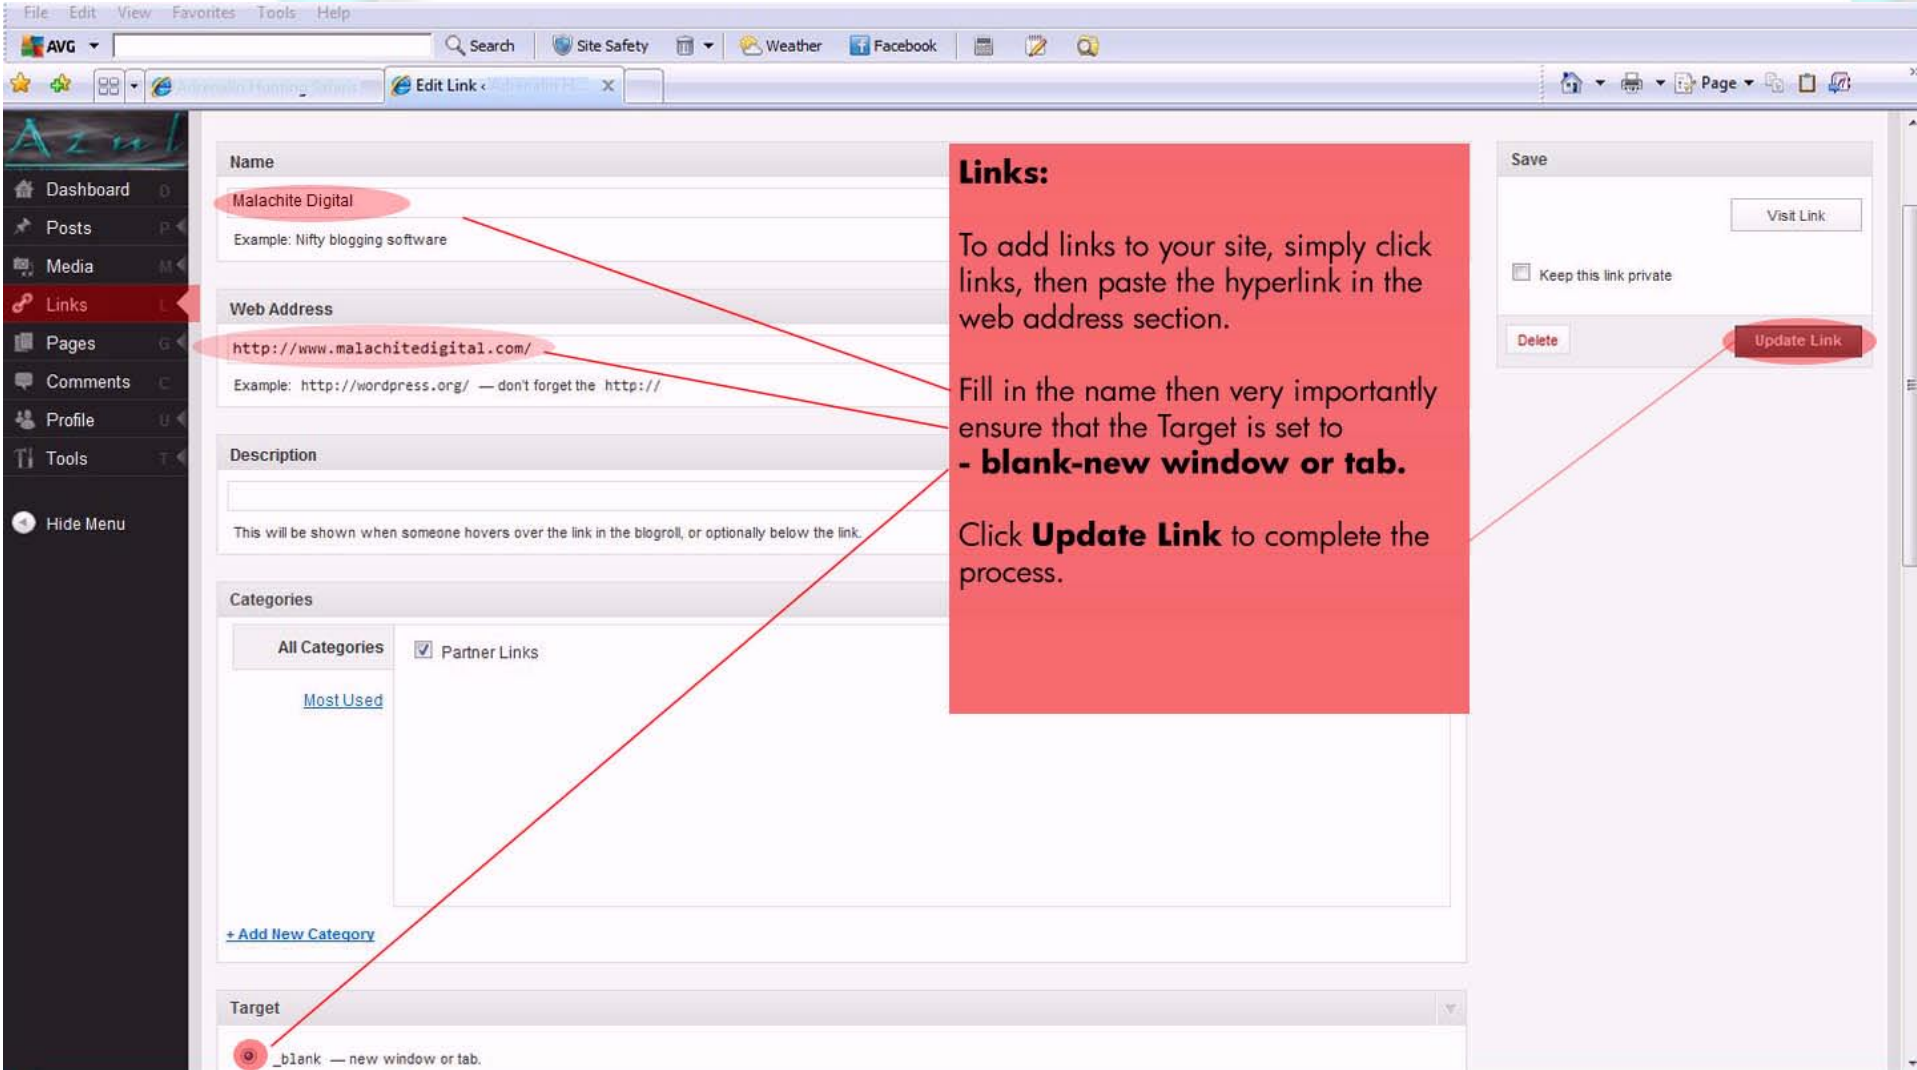 File Edit View Favorites Tools Help
AVG Search Site Safety Weather Facebook
Edit Link ‹ x Page
Azul
Dashboard D
Posts P
Media M
Links L
Pages G
Comments C
Profile U
Tools T
Hide Menu
Name
Malachite Digital
Example: Nifty blogging software
Web Address
http://www.malachitedigital.com/
Example: http://wordpress.org/ — don't forget the http://
Description
This will be shown when someone hovers over the link in the blogroll, or optionally below the link.
Categories
All Categories
Partner Links
Most Used
+ Add New Category
Target
_blank — new window or tab.
Links:
To add links to your site, simply click
links, then paste the hyperlink in the
web address section.
Fill in the name then very importantly
ensure that the Target is set to
- blank-new window or tab.
Click Update Link to complete the
process.
Save
Visit Link
Keep this link private
Delete
Update Link